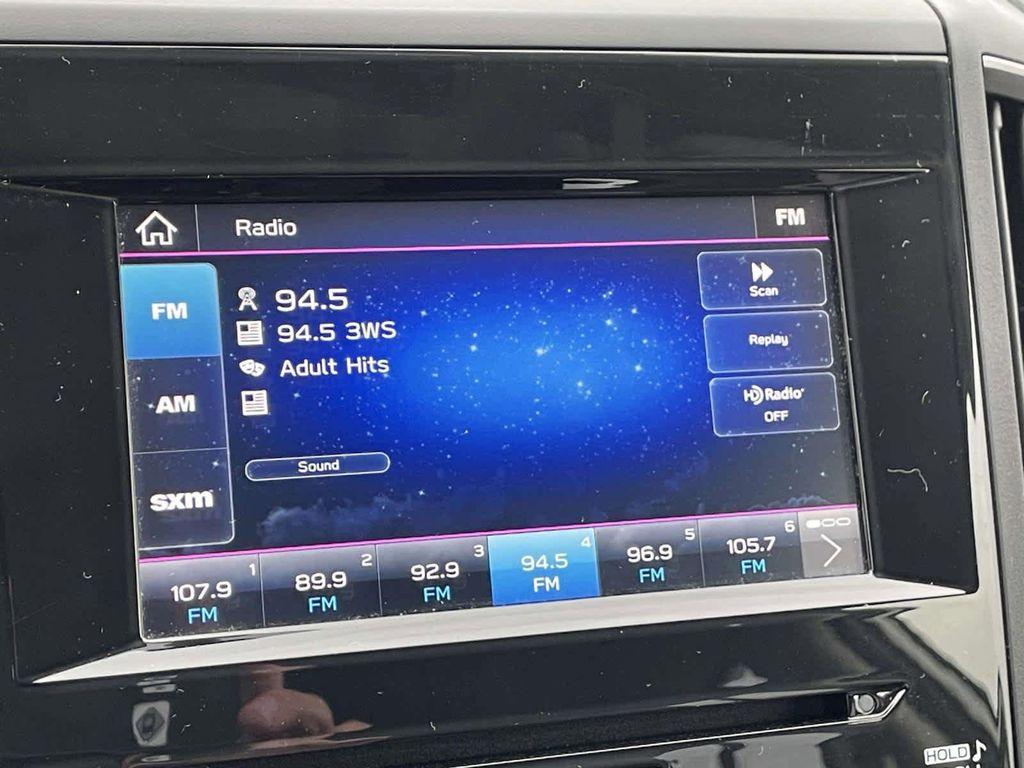 Radio
FM
FM
AM
sxm
94.5
94.5 3WS
Adult Hits
Sound
Scan
Replay
HD Radio
OFF
1
107.9
FM
2
89.9
FM
3
92.9
FM
4
94.5
FM
5
96.9
FM
6
105.7
FM
HOLD